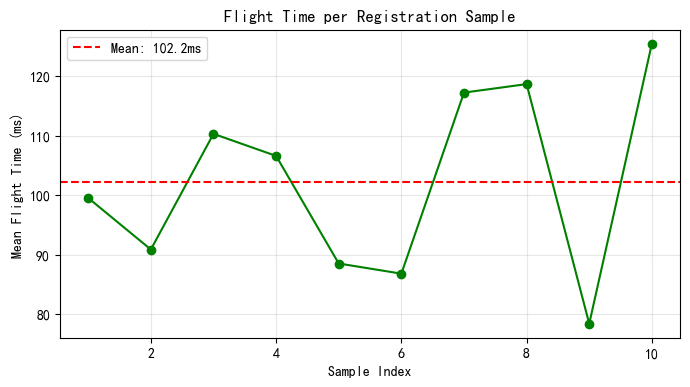 Flight Time per Registration Sample
Mean: 102.2ms
Mean Flight Time (ms)
120
110
100
90
80
2
4
6
8
10
Sample Index